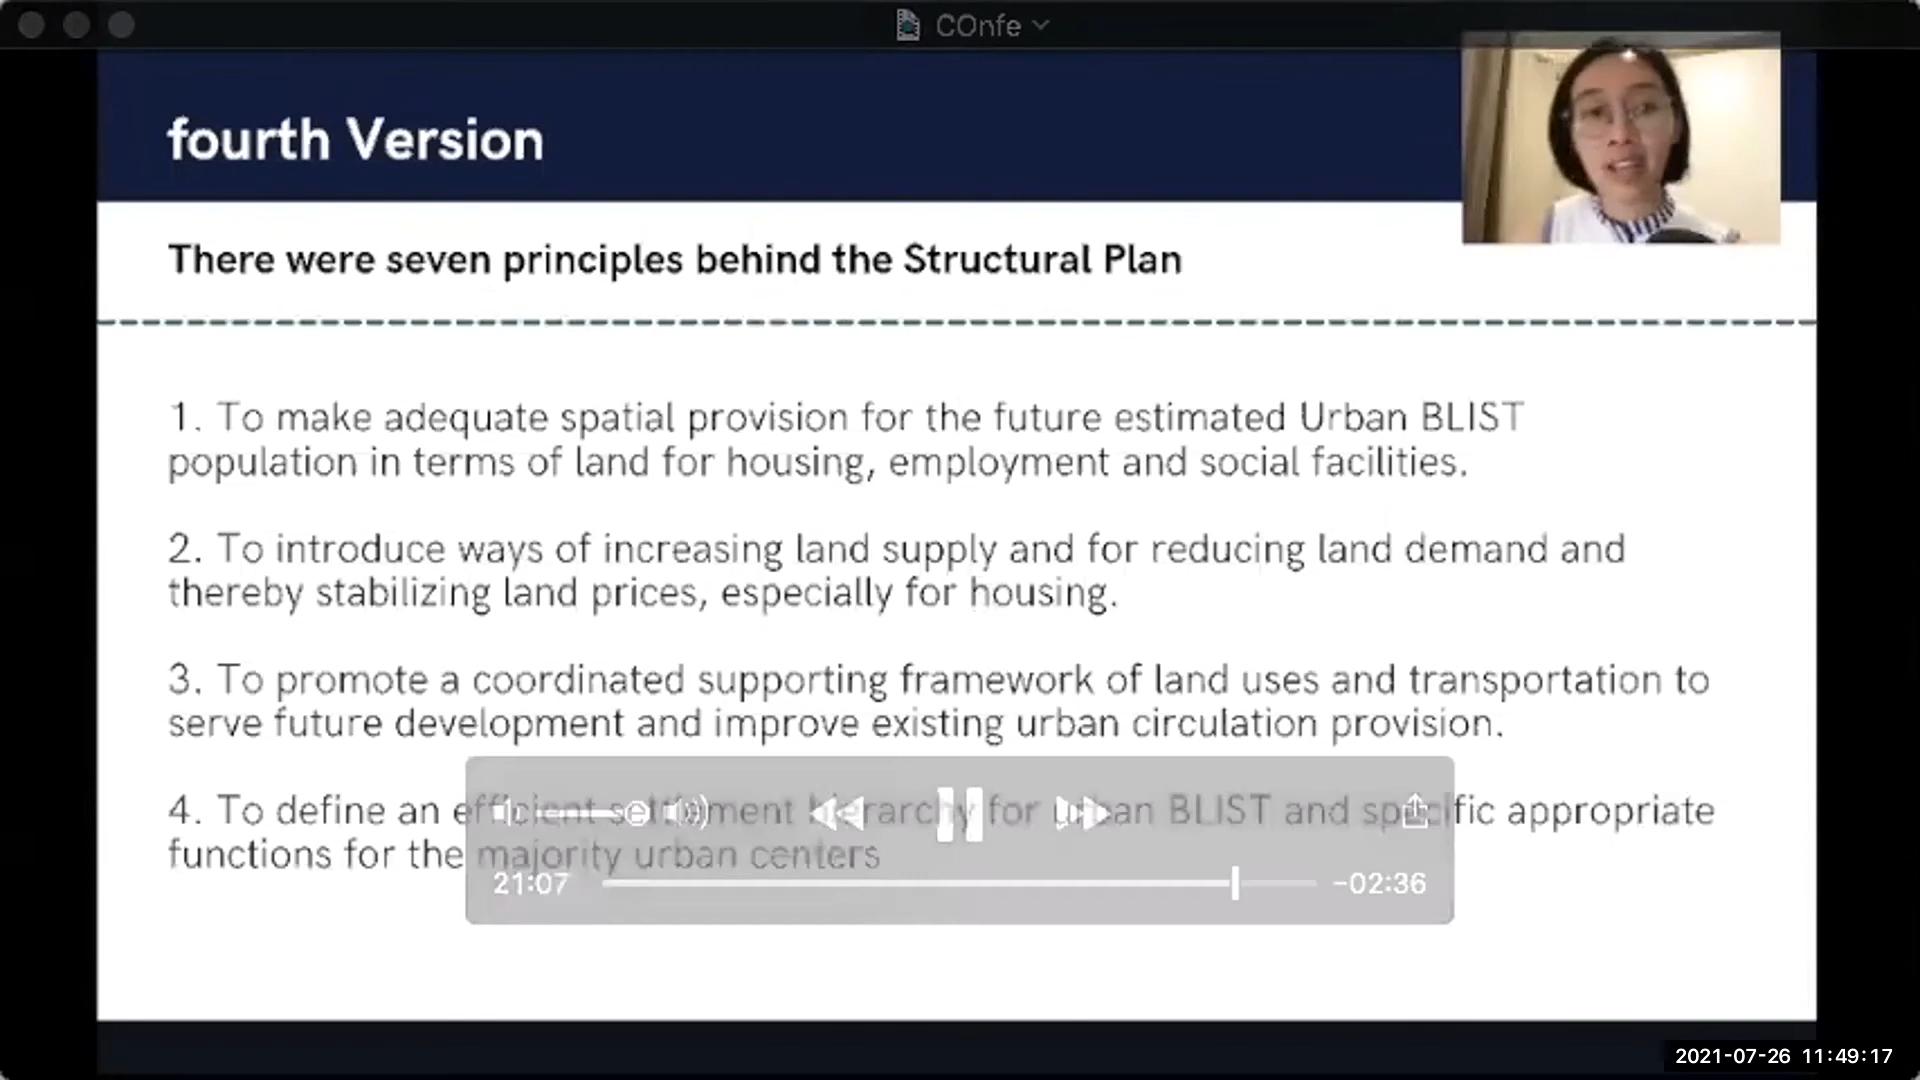 COnfe
fourth Version
There were seven principles behind the Structural Plan
1. To make adequate spatial provision for the future estimated Urban BLIST
population in terms of land for housing, employment and social facilities.
2. To introduce ways of increasing land supply and for reducing land demand and
thereby stabilizing land prices, especially for housing.
3. To promote a coordinated supporting framework of land uses and transportation to
serve future development and improve existing urban circulation provision.
4. To define an efficient settlement hierarchy for urban BLIST and specific appropriate
functions for the majority urban centers
21:07
-02:36
2021-07-26 11:49:17